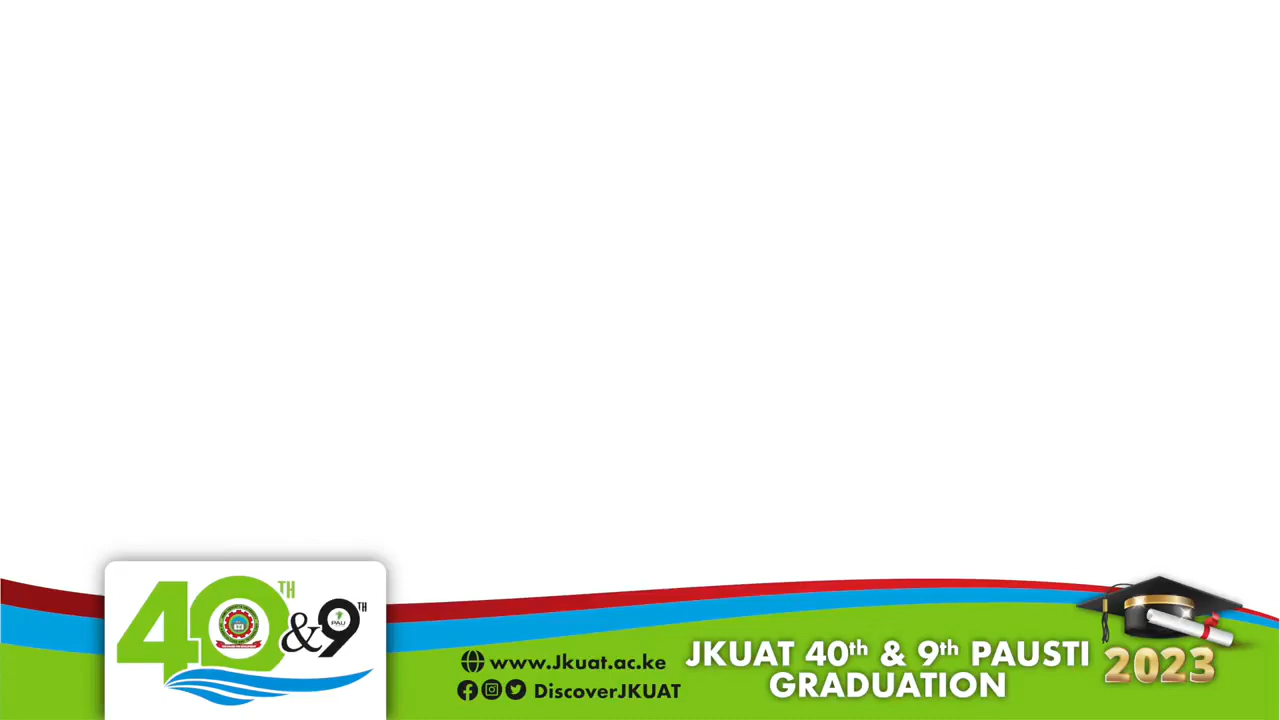 40TH
&9TH
PAU
www.Jkuat.ac.ke
DiscoverJKUAT
JKUAT 40th & 9th PAUSTI
GRADUATION
2023